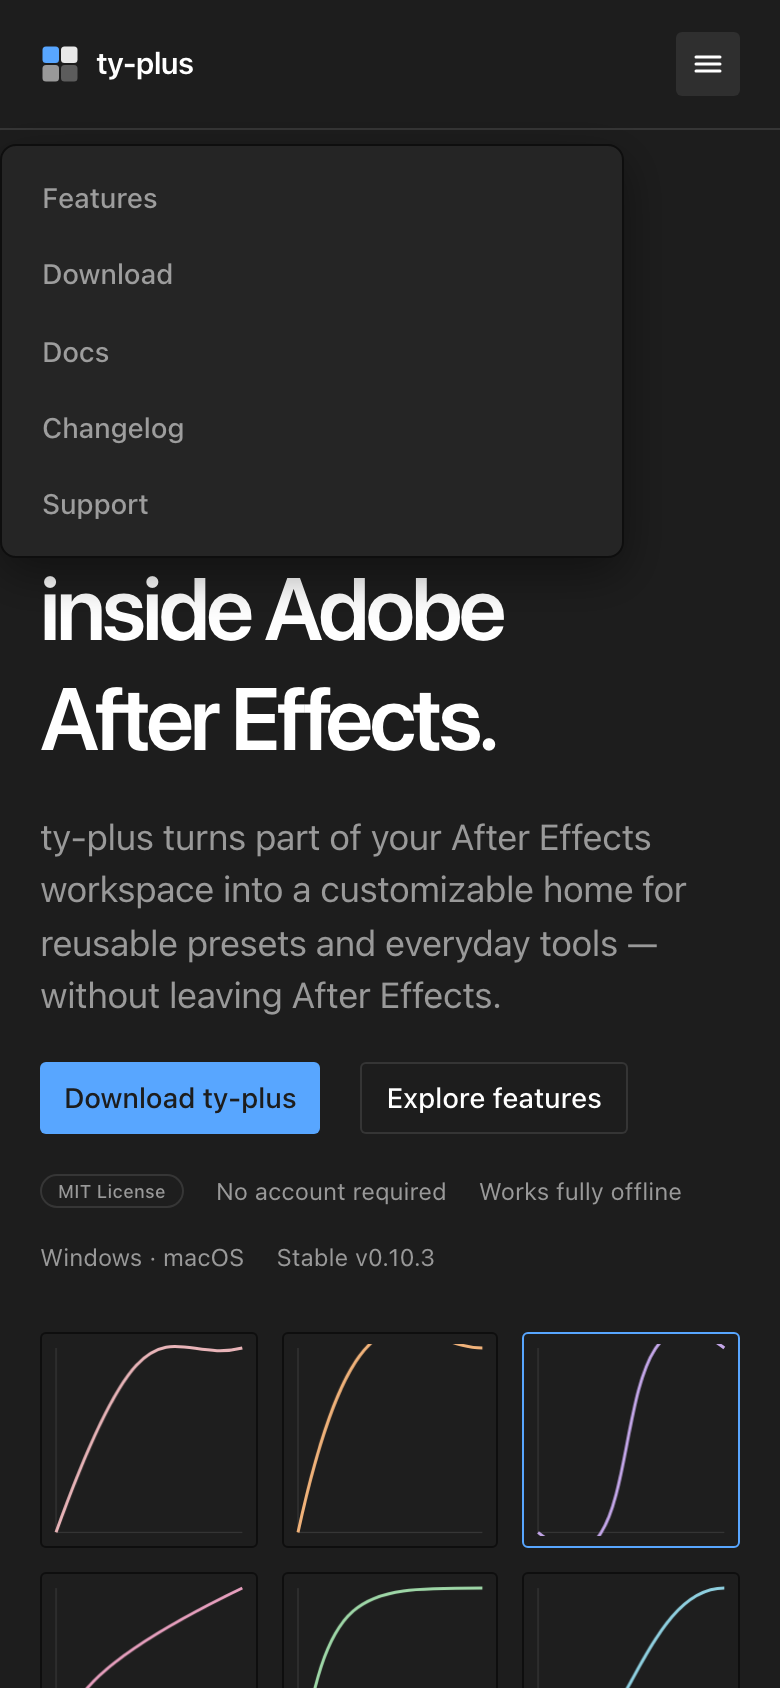 ty-plus
Features
Download
Docs
Changelog
Support
inside Adobe
After Effects.
ty-plus turns part of your After Effects
workspace into a customizable home for
reusable presets and everyday tools —
without leaving After Effects.
Download ty-plus
Explore features
MIT License
No account required
Works fully offline
Windows · macOS
Stable v0.10.3